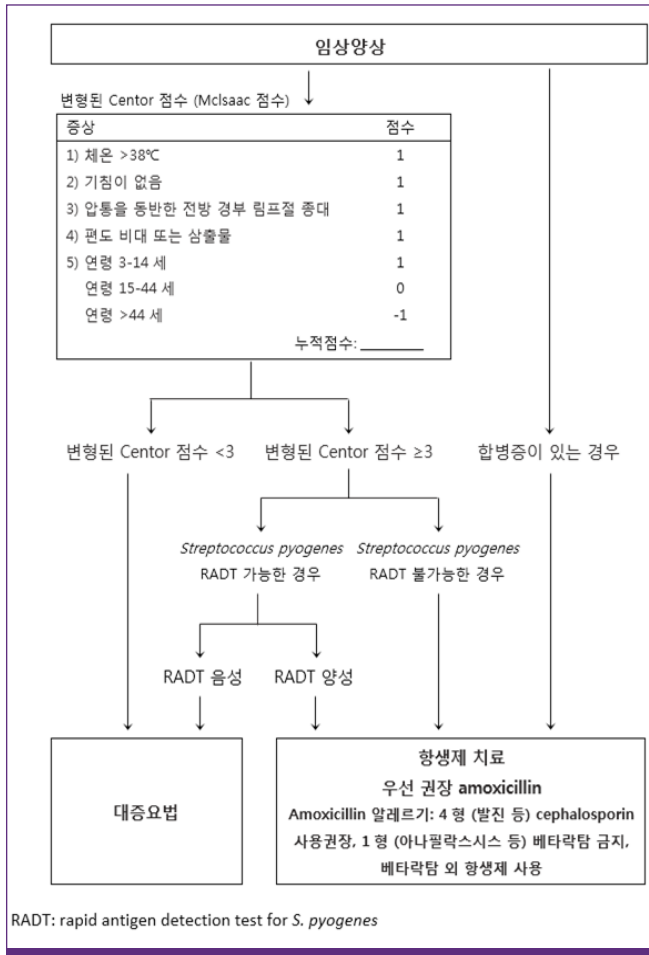 임상양상
변형된 Centor 점수 (McIsaac 점수)
증상 점수
1) 체온 >38℃ 1
2) 기침이 없음 1
3) 압통을 동반한 전방 경부 림프절 종대 1
4) 편도 비대 또는 삼출물 1
5) 연령 3-14 세 1
연령 15-44 세 0
연령 >44 세 -1
누적점수: ________
변형된 Centor 점수 <3 변형된 Centor 점수 ≥3 합병증이 있는 경우
Streptococcus pyogenes Streptococcus pyogenes
RADT 가능한 경우 RADT 불가능한 경우
RADT 음성 RADT 양성
대증요법
항생제 치료
우선 권장 amoxicillin
Amoxicillin 알레르기: 4 형 (발진 등) cephalosporin
사용권장, 1 형 (아나필락스시스 등) 베타락탐 금지,
베타락탐 외 항생제 사용
RADT: rapid antigen detection test for S. pyogenes